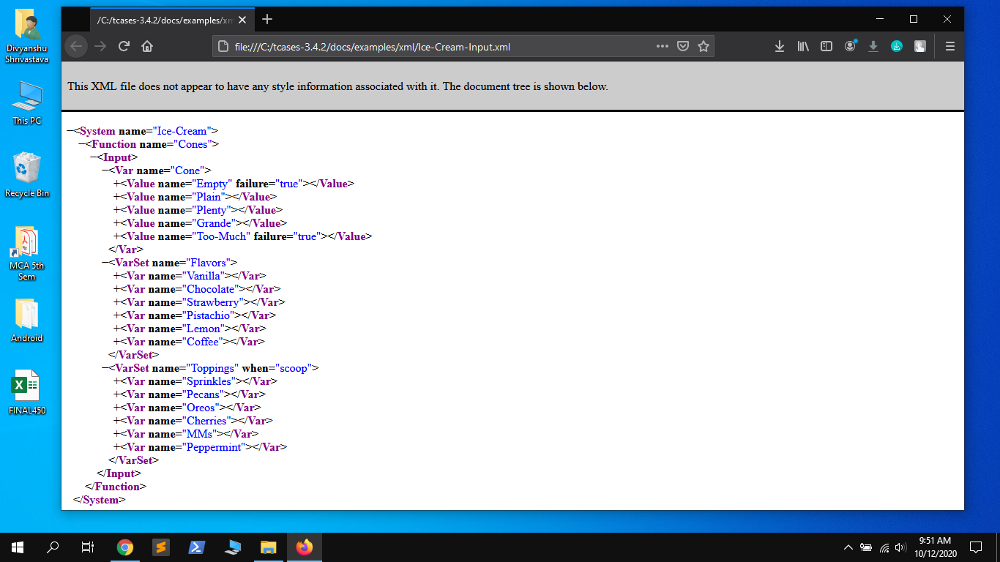 Divyanshu
Shrivastava
This PC
Recycle Bin
MCA 5th
Sem
Android
FINAL450
/C:/tcases-3.4.2/docs/examples/xm
file:///C:/tcases-3.4.2/docs/examples/xml/Ice-Cream-Input.xml
This XML file does not appear to have any style information associated with it. The document tree is shown below.
−<System name="Ice-Cream">
−<Function name="Cones">
−<Input>
−<Var name="Cone">
+<Value name="Empty" failure="true"></Value>
+<Value name="Plain"></Value>
+<Value name="Plenty"></Value>
+<Value name="Grande"></Value>
+<Value name="Too-Much" failure="true"></Value>
</Var>
−<VarSet name="Flavors">
+<Var name="Vanilla"></Var>
+<Var name="Chocolate"></Var>
+<Var name="Strawberry"></Var>
+<Var name="Pistachio"></Var>
+<Var name="Lemon"></Var>
+<Var name="Coffee"></Var>
</VarSet>
−<VarSet name="Toppings" when="scoop">
+<Var name="Sprinkles"></Var>
+<Var name="Pecans"></Var>
+<Var name="Oreos"></Var>
+<Var name="Cherries"></Var>
+<Var name="MMs"></Var>
+<Var name="Peppermint"></Var>
</VarSet>
</Input>
</Function>
</System>
9:51 AM
10/12/2020